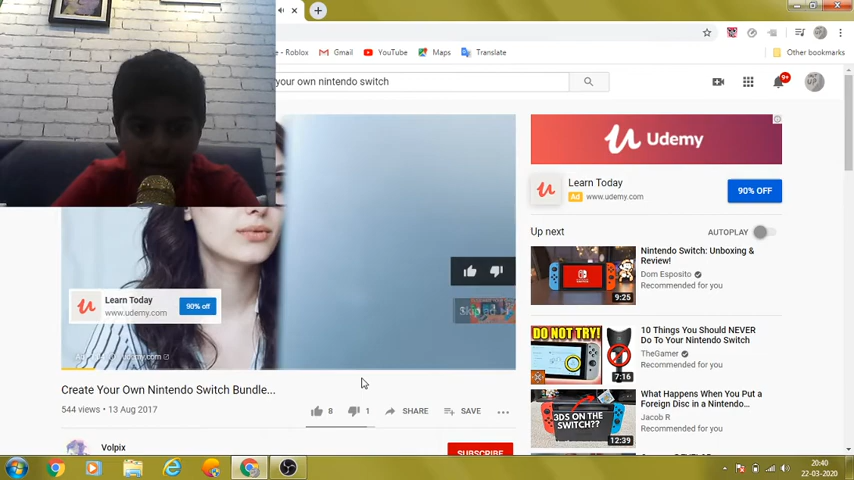 - Roblox
Gmail
YouTube
Maps
Translate
Other bookmarks
your own nintendo switch
9+
Udemy
Learn Today
Ad www.udemy.com
90% OFF
Up next
AUTOPLAY
Nintendo Switch: Unboxing &
Review!
Dom Esposito
Recommended for you
9:25
DO NOT TRY!
10 Things You Should NEVER
Do To Your Nintendo Switch
TheGamer
Recommended for you
7:16
3DS ON THE
SWITCH??
What Happens When You Put a
Foreign Disc in a Nintendo...
Jacob R
Recommended for you
12:39
Learn Today
www.udemy.com
90% off
Create Your Own Nintendo Switch Bundle...
544 views • 13 Aug 2017
8
1
SHARE
SAVE
Volpix
SUBSCRIBE
20:40
22-03-2020